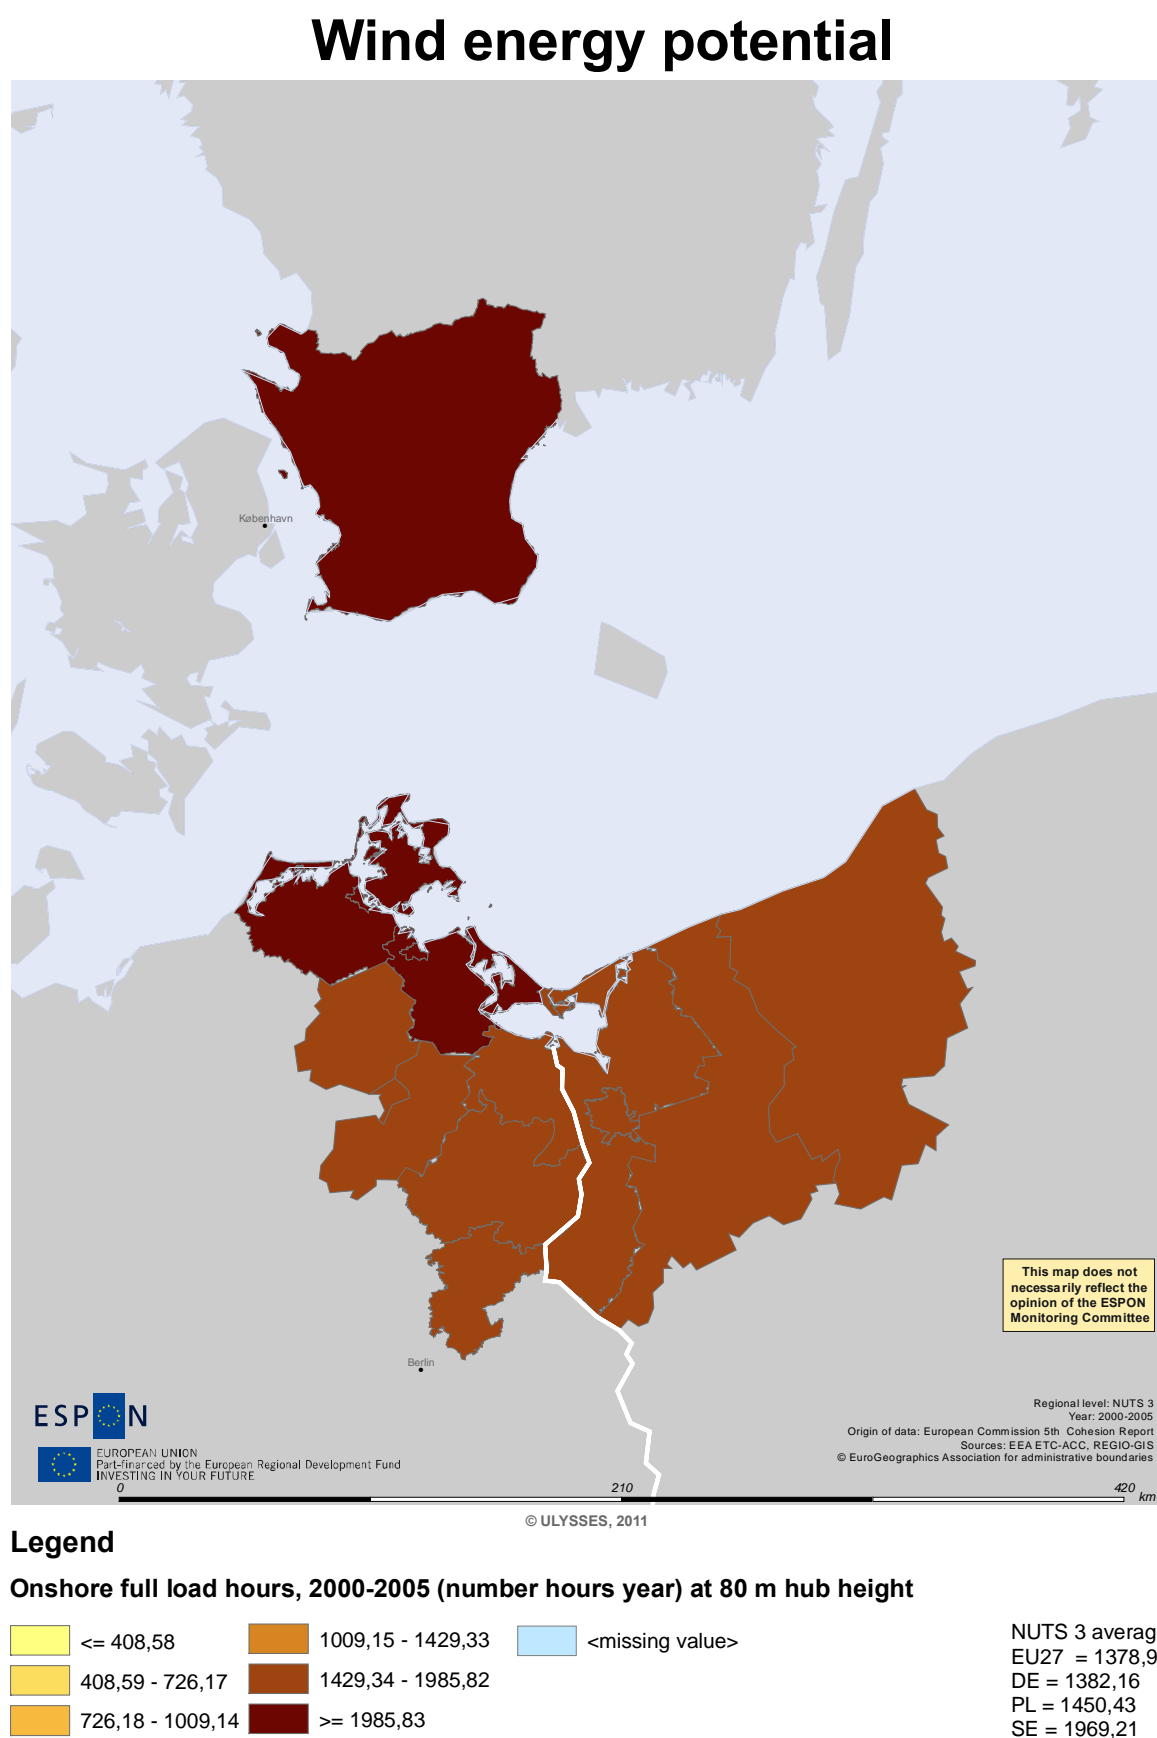 Wind energy potential
København
This map does not
necessarily reflect the
opinion of the ESPON
Monitoring Committee
Berlin
ESPON
EUROPEAN UNION
Part-financed by the European Regional Development Fund
INVESTING IN YOUR FUTURE
Regional level: NUTS 3
Year: 2000-2005
Origin of data: European Commission 5th Cohesion Report
Sources: EEA ETC-ACC, REGIO-GIS
© EuroGeographics Association for administrative boundaries
0 210 420 km
© ULYSSES, 2011
Legend
Onshore full load hours, 2000-2005 (number hours year) at 80 m hub height
<= 408,58
408,59 - 726,17
726,18 - 1009,14
1009,15 - 1429,33
1429,34 - 1985,82
>= 1985,83
<missing value>
NUTS 3 averag
EU27 = 1378,9
DE = 1382,16
PL = 1450,43
SE = 1969,21